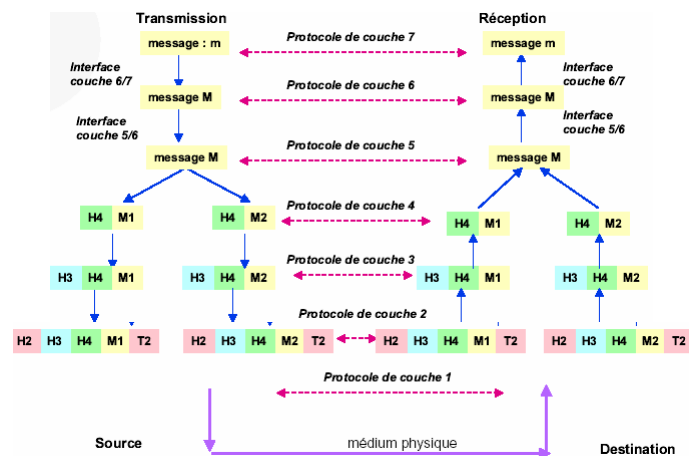 Transmission
Réception
message : m
Protocole de couche 7
message m
Interface
couche 6/7
Interface
couche 6/7
message M
Protocole de couche 6
message M
Interface
couche 5/6
Interface
couche 5/6
message M
Protocole de couche 5
message M
H4 M1
H4 M2
Protocole de couche 4
H4 M1
H4 M2
H3 H4 M1
H3 H4 M2
Protocole de couche 3
H3 H4 M1
H3 H4 M2
Protocole de couche 2
H2 H3 H4 M1 T2
H2 H3 H4 M2 T2
H2 H3 H4 M1 T2
H2 H3 H4 M2 T2
Protocole de couche 1
Source
médium physique
Destination